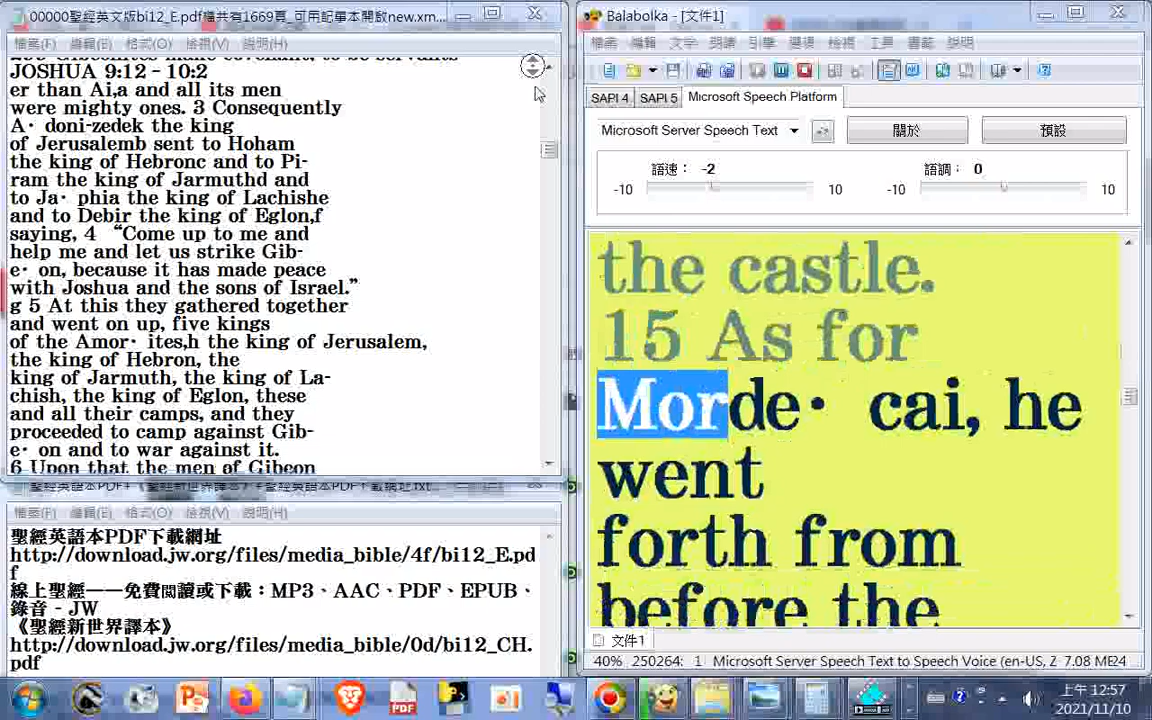 00000聖經英文版bi12_E.pdf檔共有1669頁_可用記事本開啟new.xm...
檔案(F) 編輯(E) 格式(O) 檢視(V) 說明(H)
JOSHUA 9:12 – 10:2
er than Ai,a and all its men
were mighty ones. 3 Consequently
A· doni-zedek the king
of Jerusalemb sent to Hoham
the king of Hebronc and to Pi-
ram the king of Jarmuthd and
to Ja· phia the king of Lachishe
and to Debir the king of Eglon,f
saying, 4 “Come up to me and
help me and let us strike Gib-
e· on, because it has made peace
with Joshua and the sons of Israel.”
g 5 At this they gathered together
and went on up, five kings
of the Amor· ites,h the king of Jerusalem,
the king of Hebron, the
king of Jarmuth, the king of La-
chish, the king of Eglon, these
and all their camps, and they
proceeded to camp against Gib-
e· on and to war against it.
6 Upon that the men of Gibeon
檔案(F) 編輯(E) 格式(O) 檢視(V) 說明(H)
聖經英語本PDF下載網址
http://download.jw.org/files/media_bible/4f/bi12_E.pd
f
線上聖經——免費閱讀或下載：MP3、AAC、PDF、EPUB、
錄音 - JW
《聖經新世界譯本》
http://download.jw.org/files/media_bible/0d/bi12_CH.
pdf
Balabolka - [文件1]
檔案 編輯 文字 朗讀 引擎 選項 檢視 工具 書籤 說明
SAPI 4 SAPI 5 Microsoft Speech Platform
Microsoft Server Speech Text 關於 預設
語速： -2 語調： 0
-10 10 -10 10
the castle.
15 As for
Morde· cai, he
went
forth from
before the
文件1
40% 250264: 1 Microsoft Server Speech Text to Speech Voice (en-US, Z 7.08 ME24
上午 12:57
2021/11/10